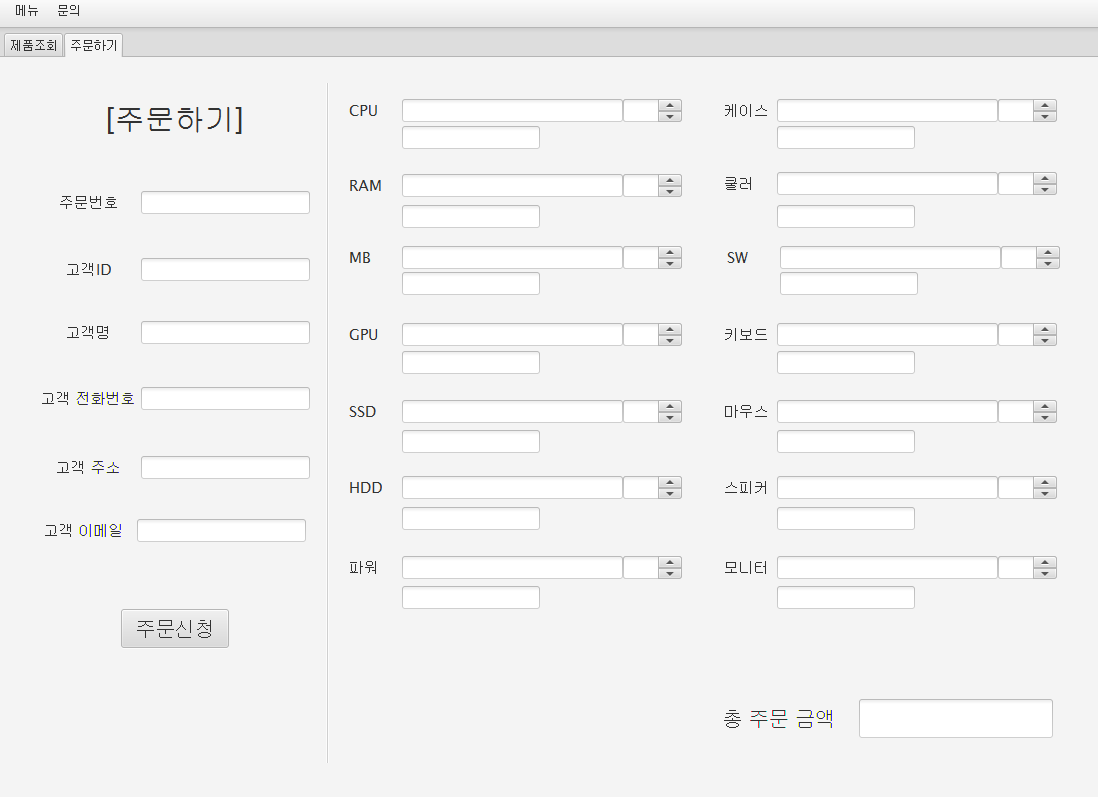 메뉴 문의
제품조회 주문하기
[주문하기]
주문번호
고객ID
고객명
고객 전화번호
고객 주소
고객 이메일
주문신청
CPU
RAM
MB
GPU
SSD
HDD
파워
케이스
쿨러
SW
키보드
마우스
스피커
모니터
총 주문 금액